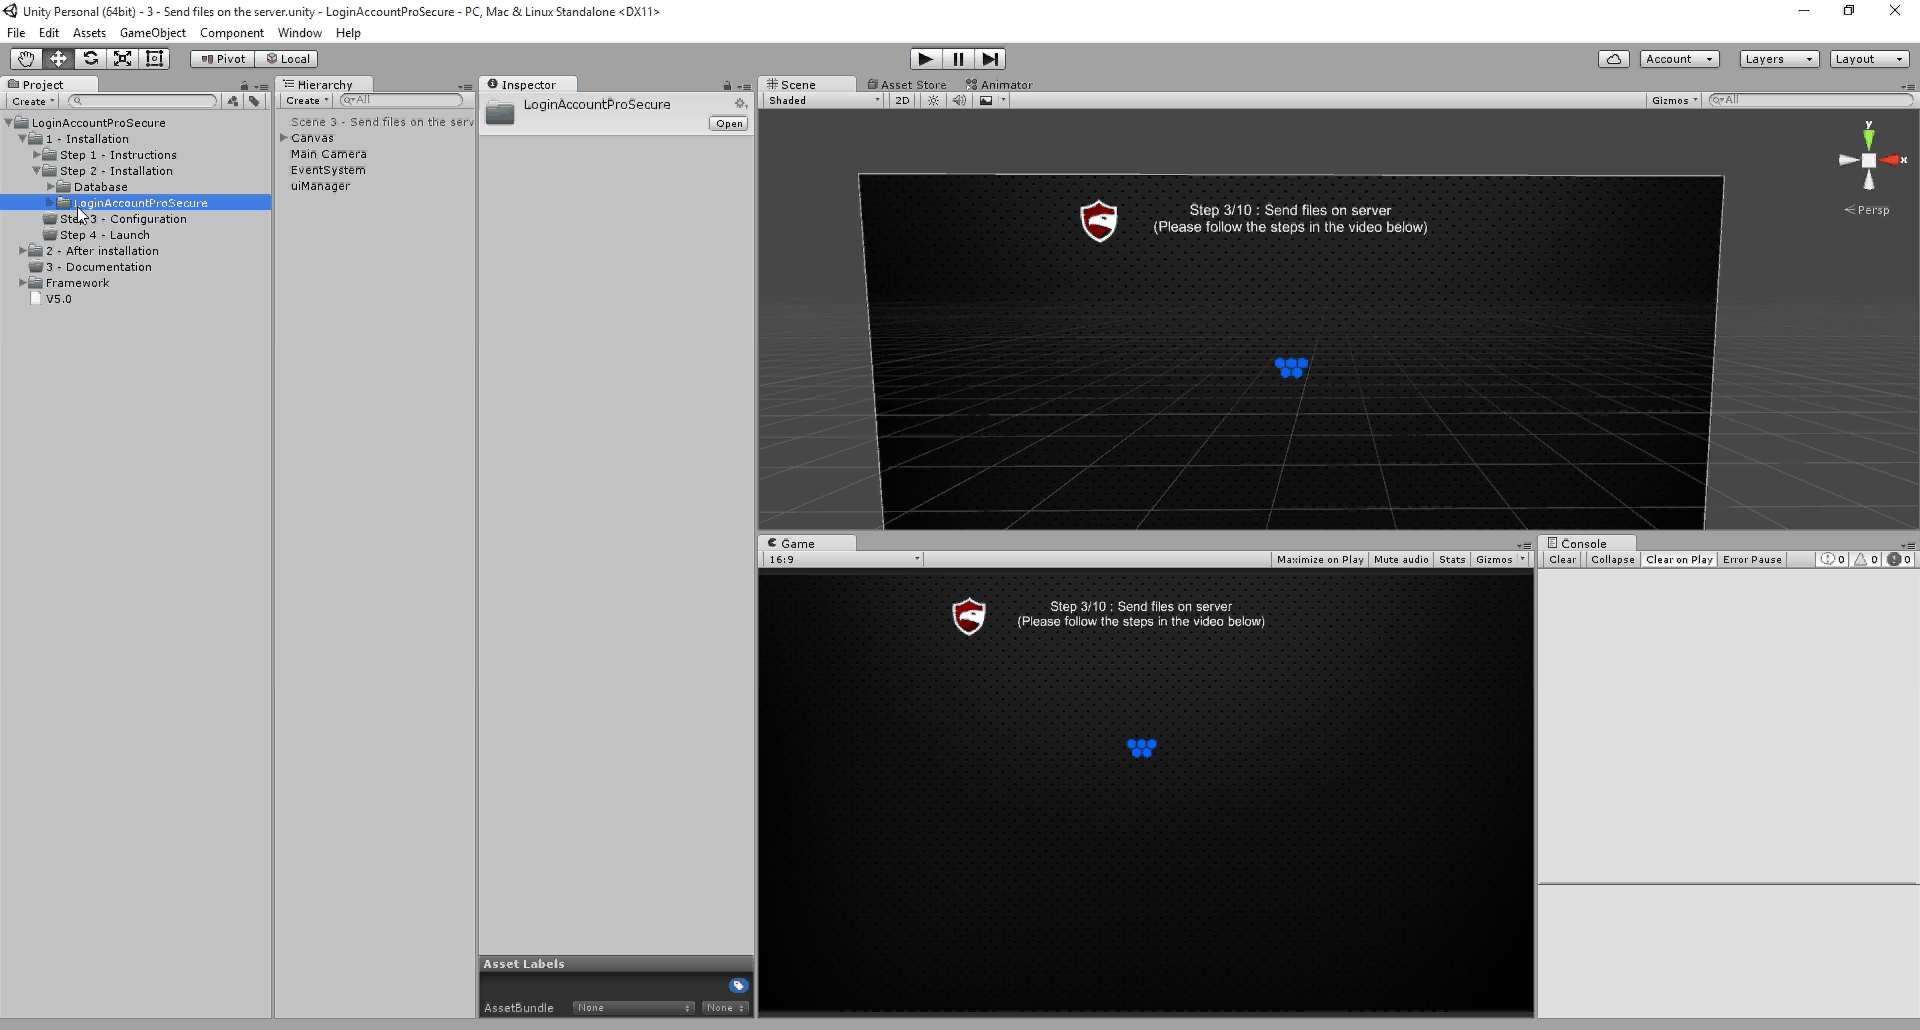 Unity Personal (64bit) - 3 - Send files on the server.unity - LoginAccountProSecure - PC, Mac & Linux Standalone <DX11>
File Edit Assets GameObject Component Window Help
Pivot Local Account Layers Layout
Project
Create
LoginAccountProSecure
1 - Installation
Step 1 - Instructions
Step 2 - Installation
Database
LoginAccountProSecure
Step 3 - Configuration
Step 4 - Launch
2 - After installation
3 - Documentation
Framework
V5.0
Hierarchy
Create All
Scene 3 - Send files on the serv
Canvas
Main Camera
EventSystem
uiManager
Inspector
LoginAccountProSecure
Open
Asset Labels
AssetBundle None None
Scene Asset Store Animator
Shaded 2D Gizmos All
y
x
Persp
Step 3/10 : Send files on server
(Please follow the steps in the video below)
Game
16:9 Maximize on Play Mute audio Stats Gizmos
Step 3/10 : Send files on server
(Please follow the steps in the video below)
Console
Clear Collapse Clear on Play Error Pause 0 0 0